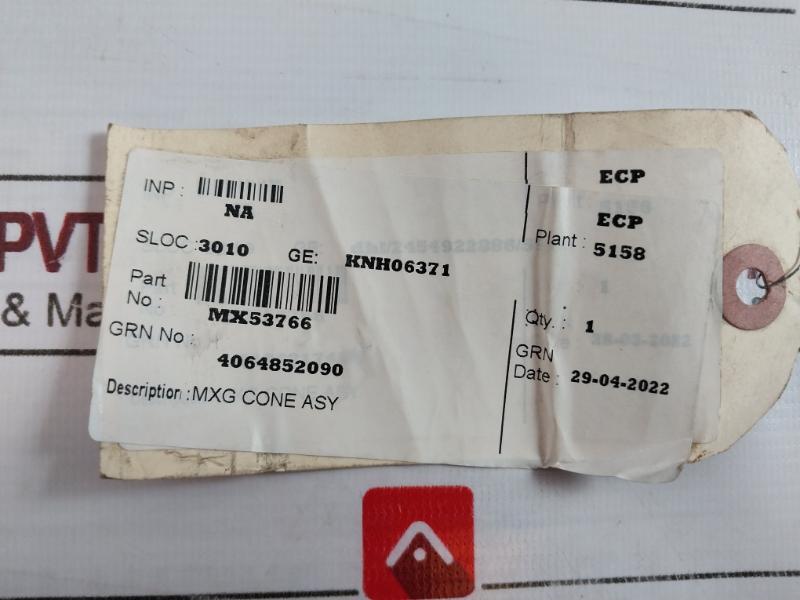 INP : NA
ECP
ECP
SLOC : 3010 GE: KNH06371
Plant : 5158
Part No : MX53766
Qty. : 1
GRN No : 4064852090
GRN Date : 29-04-2022
Description : MXG CONE ASY
PVT
& Ma